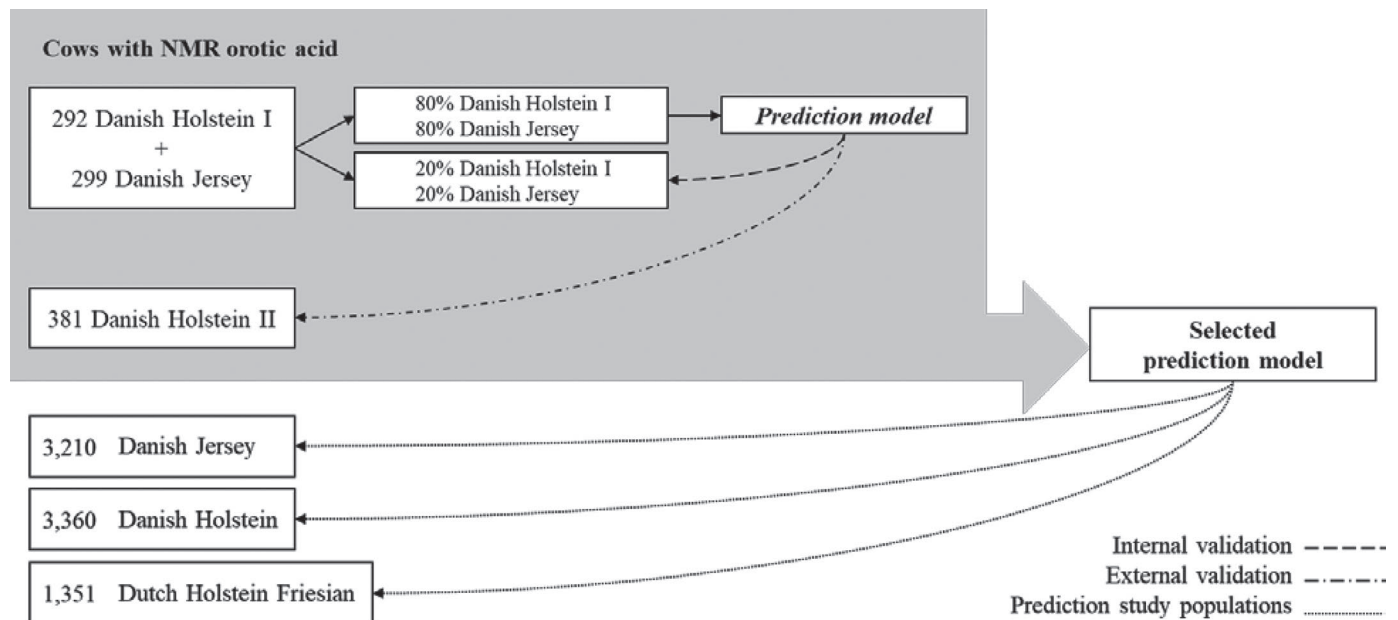 Cows with NMR orotic acid
292 Danish Holstein I
+
299 Danish Jersey
80% Danish Holstein I
80% Danish Jersey
Prediction model
20% Danish Holstein I
20% Danish Jersey
381 Danish Holstein II
Selected
prediction model
3,210 Danish Jersey
3,360 Danish Holstein
1,351 Dutch Holstein Friesian
Internal validation
External validation
Prediction study populations